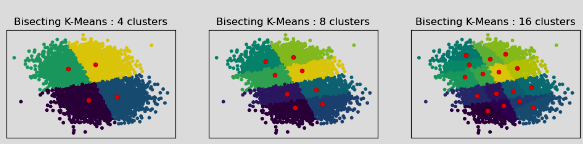 Bisecting K-Means : 4 clusters
Bisecting K-Means : 8 clusters
Bisecting K-Means : 16 clusters